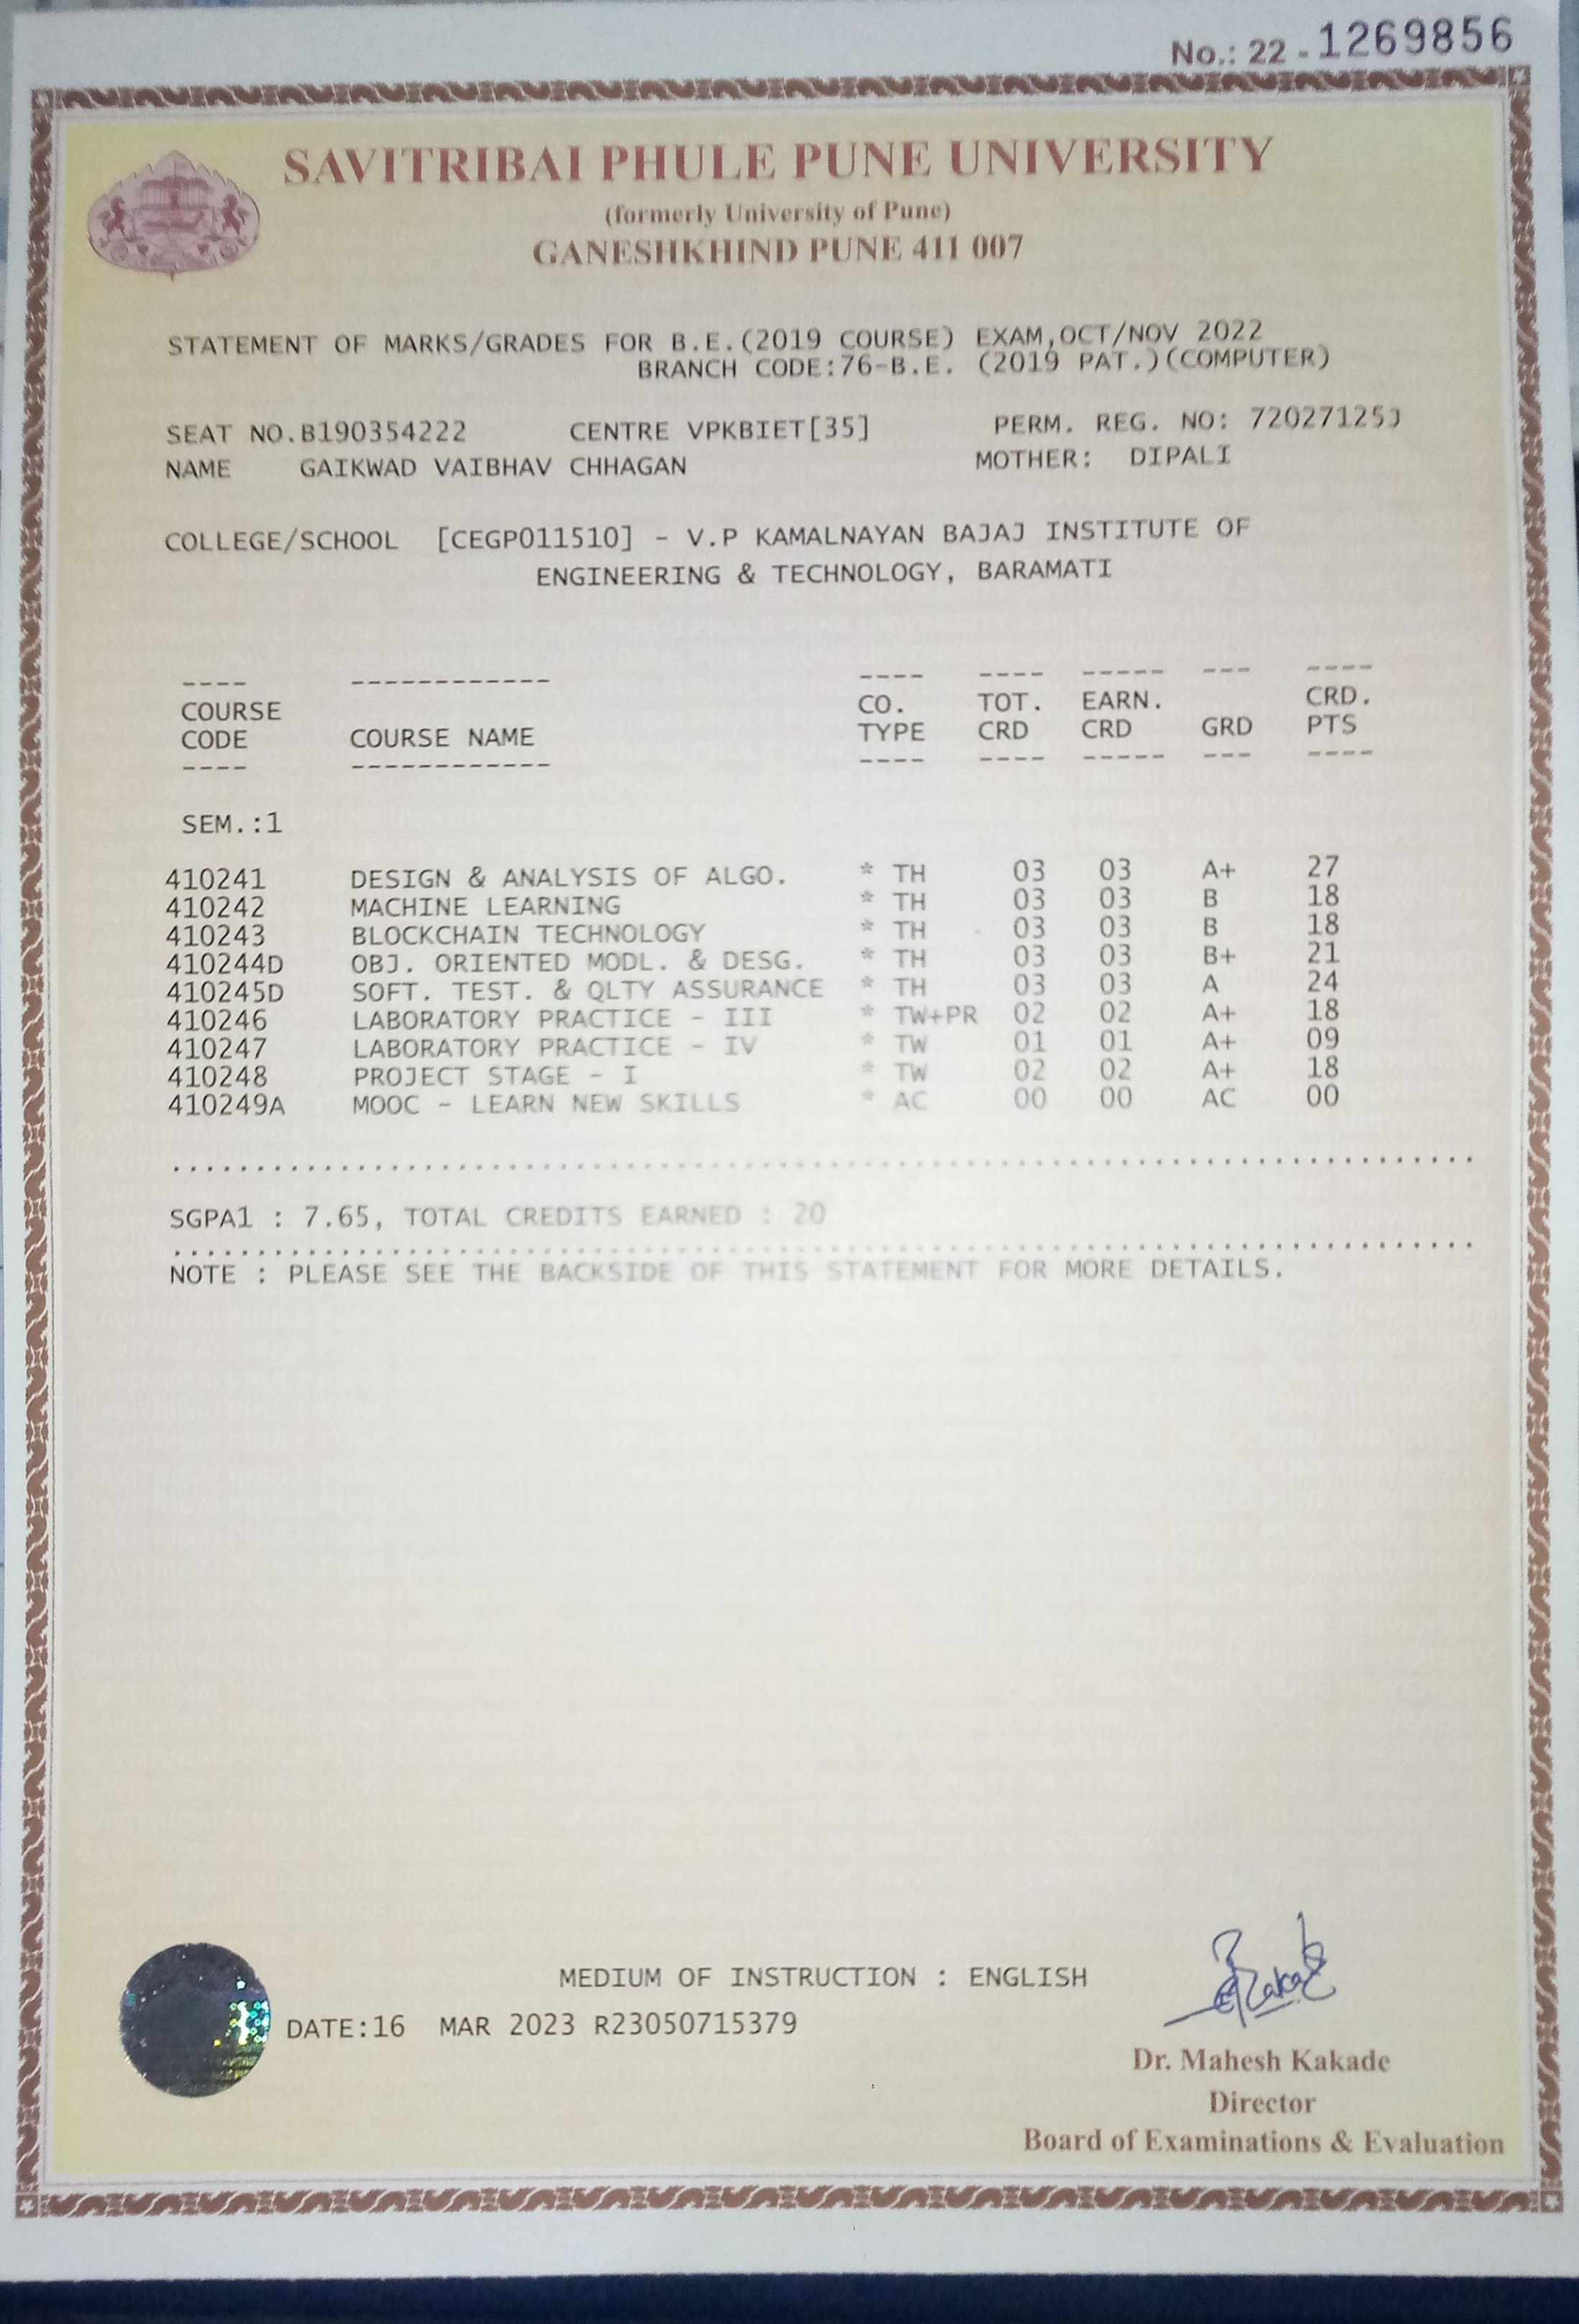 No.: 22 - 1269856
SAVITRIBAI PHULE PUNE UNIVERSITY
(formerly University of Pune)
GANESHKHIND PUNE 411 007
STATEMENT OF MARKS/GRADES FOR B.E.(2019 COURSE) EXAM,OCT/NOV 2022
BRANCH CODE:76-B.E. (2019 PAT.)(COMPUTER)
SEAT NO.B190354222 CENTRE VPKBIET[35] PERM. REG. NO: 72027125J
NAME GAIKWAD VAIBHAV CHHAGAN MOTHER: DIPALI
COLLEGE/SCHOOL [CEGP011510] - V.P KAMALNAYAN BAJAJ INSTITUTE OF
ENGINEERING & TECHNOLOGY, BARAMATI
---- ------------ ---- ---- ----- --- ----
COURSE CO. TOT. EARN. CRD.
CODE COURSE NAME TYPE CRD CRD GRD PTS
---- ------------ ---- ---- ----- --- ----
SEM.:1
410241 DESIGN & ANALYSIS OF ALGO. * TH 03 03 A+ 27
410242 MACHINE LEARNING * TH 03 03 B 18
410243 BLOCKCHAIN TECHNOLOGY * TH 03 03 B 18
410244D OBJ. ORIENTED MODL. & DESG. * TH 03 03 B+ 21
410245D SOFT. TEST. & QLTY ASSURANCE * TH 03 03 A 24
410246 LABORATORY PRACTICE - III * TW+PR 02 02 A+ 18
410247 LABORATORY PRACTICE - IV * TW 01 01 A+ 09
410248 PROJECT STAGE - I * TW 02 02 A+ 18
410249A MOOC - LEARN NEW SKILLS * AC 00 00 AC 00
SGPA1 : 7.65, TOTAL CREDITS EARNED : 20
NOTE : PLEASE SEE THE BACKSIDE OF THIS STATEMENT FOR MORE DETAILS.
MEDIUM OF INSTRUCTION : ENGLISH
DATE:16 MAR 2023 R23050715379
Dr. Mahesh Kakade
Director
Board of Examinations & Evaluation